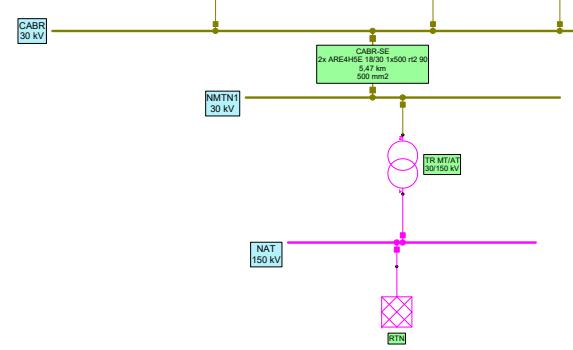 CABR
30 kV
CABR-SE
2x ARE4H5E 18/30 1x500 rt2 90
5,47 km
500 mm2
NMTN1
30 kV
TR MT/AT
30/150 kV
NAT
150 kV
RTN